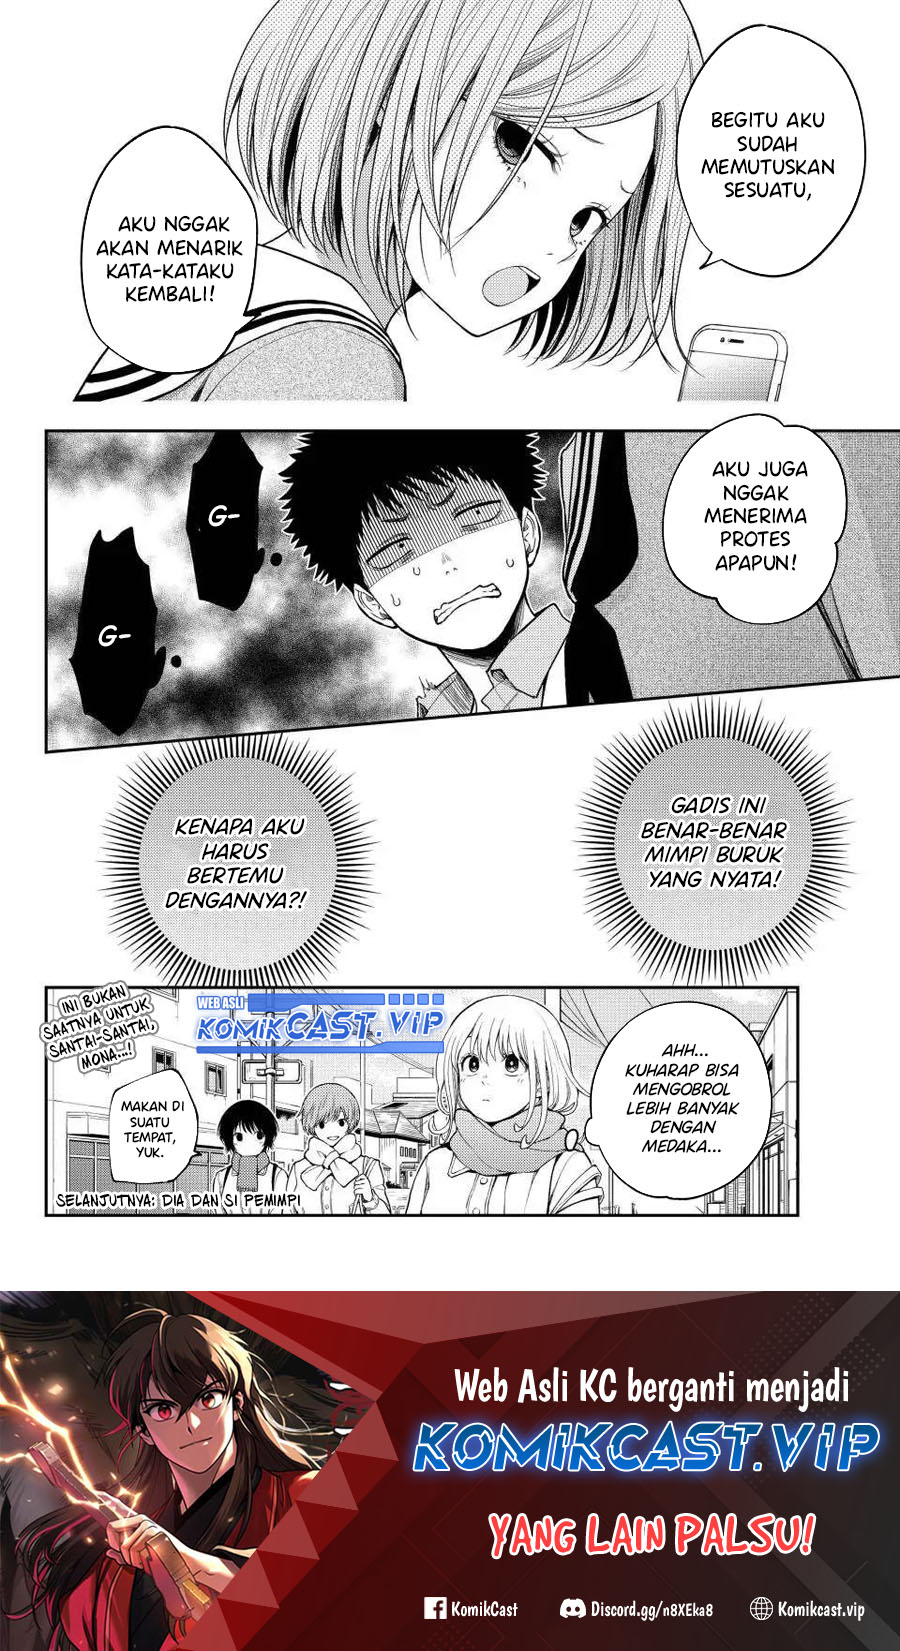 BEGITU AKU
SUDAH
MEMUTUSKAN
SESUATU,
AKU NGGAK
AKAN MENARIK
KATA-KATAKU
KEMBALI!
AKU JUGA
NGGAK
MENERIMA
PROTES
APAPUN!
G-
G-
GADIS INI
BENAR-BENAR
MIMPI BURUK
YANG NYATA!
KENAPA AKU
HARUS
BERTEMU
DENGANNYA?!
AHH...
KUHARAP BISA
MENGOBROL
LEBIH BANYAK
DENGAN
MEDAKA...
WEB ASLI
KOMIKCAST.VIP
MAKAN DI
SUATU
TEMPAT,
YUK.
INI BUKAN
SAATNYA UNTUK
SANTAI-SANTAI,
MONA...!
SELANJUTNYA: DIA DAN SI PEMIMPI
Web Asli KC berganti menjadi
KOMIKCAST.VIP
YANG LAIN PALSU!
KomikCast
Discord.gg/n8XEka8
Komikcast.vip